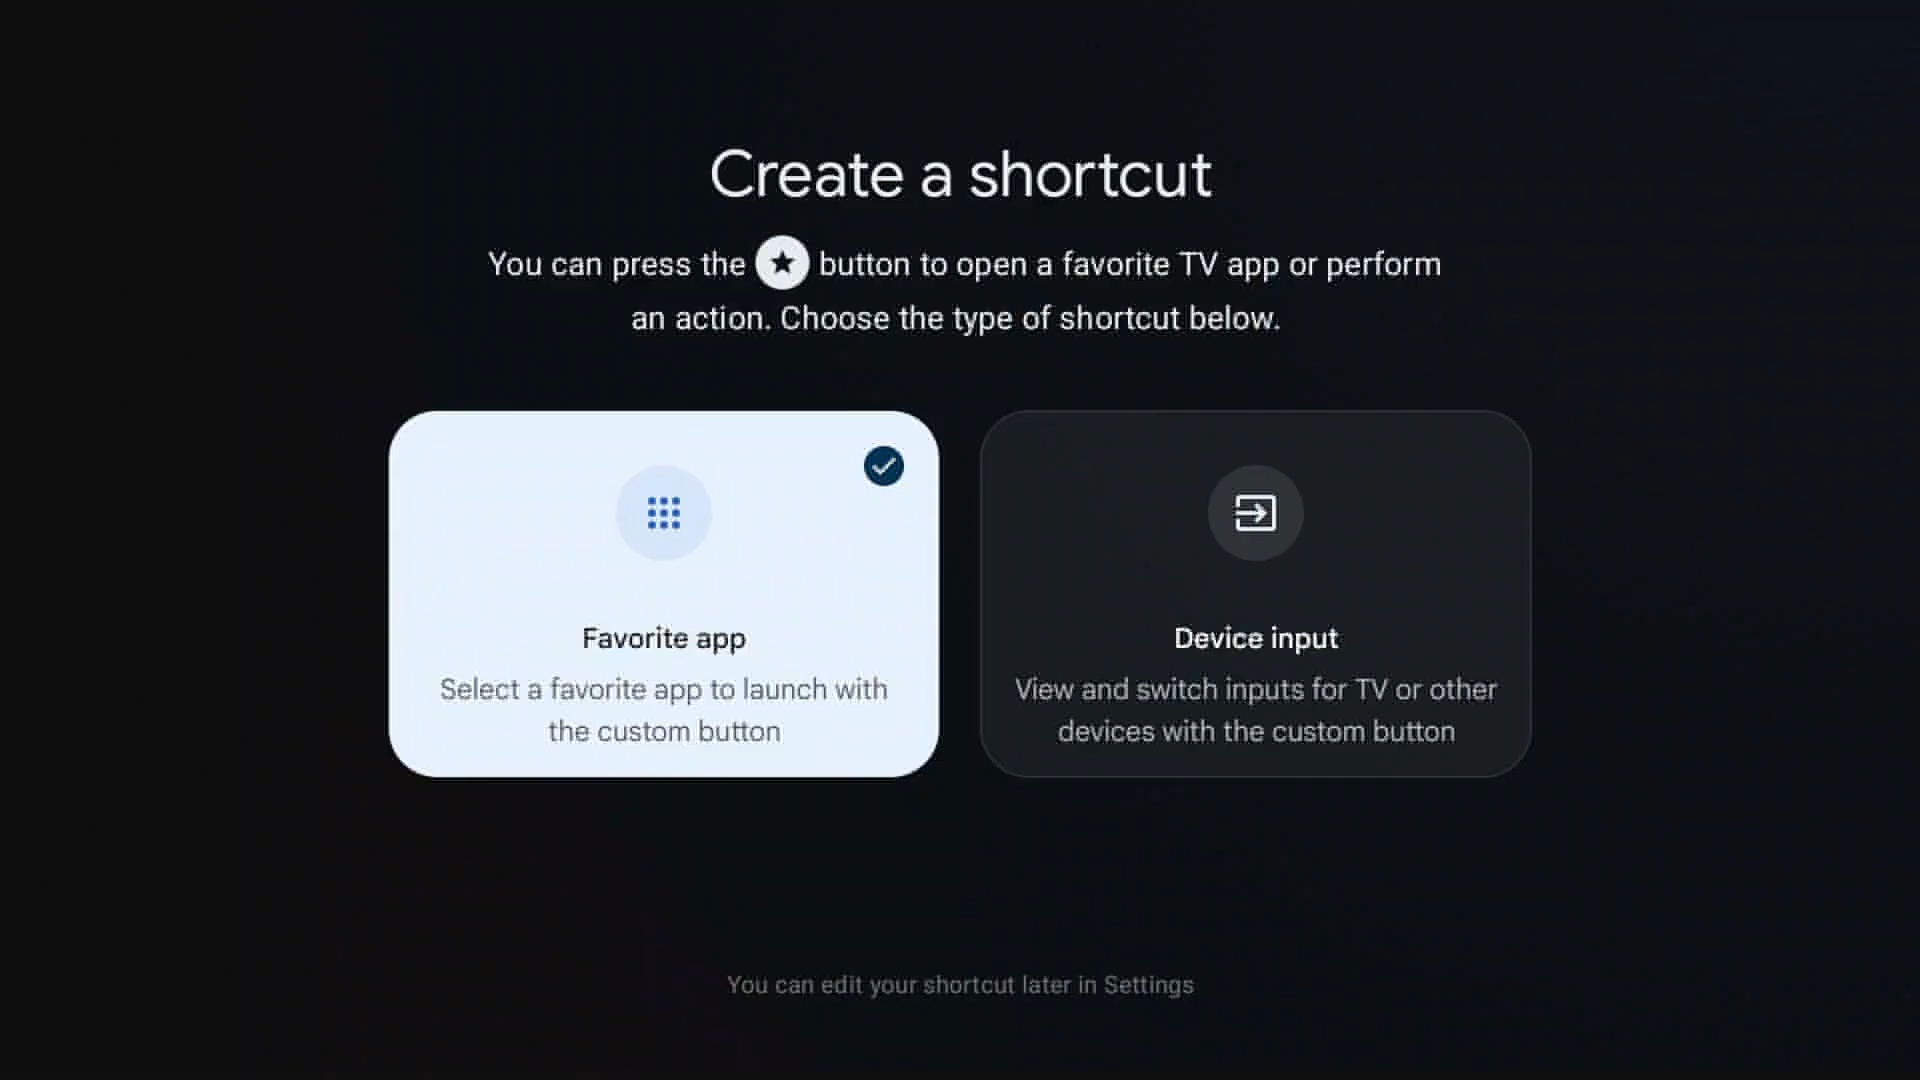 Create a shortcut
You can press the ★ button to open a favorite TV app or perform
an action. Choose the type of shortcut below.
Favorite app
Select a favorite app to launch with
the custom button
Device input
View and switch inputs for TV or other
devices with the custom button
You can edit your shortcut later in Settings